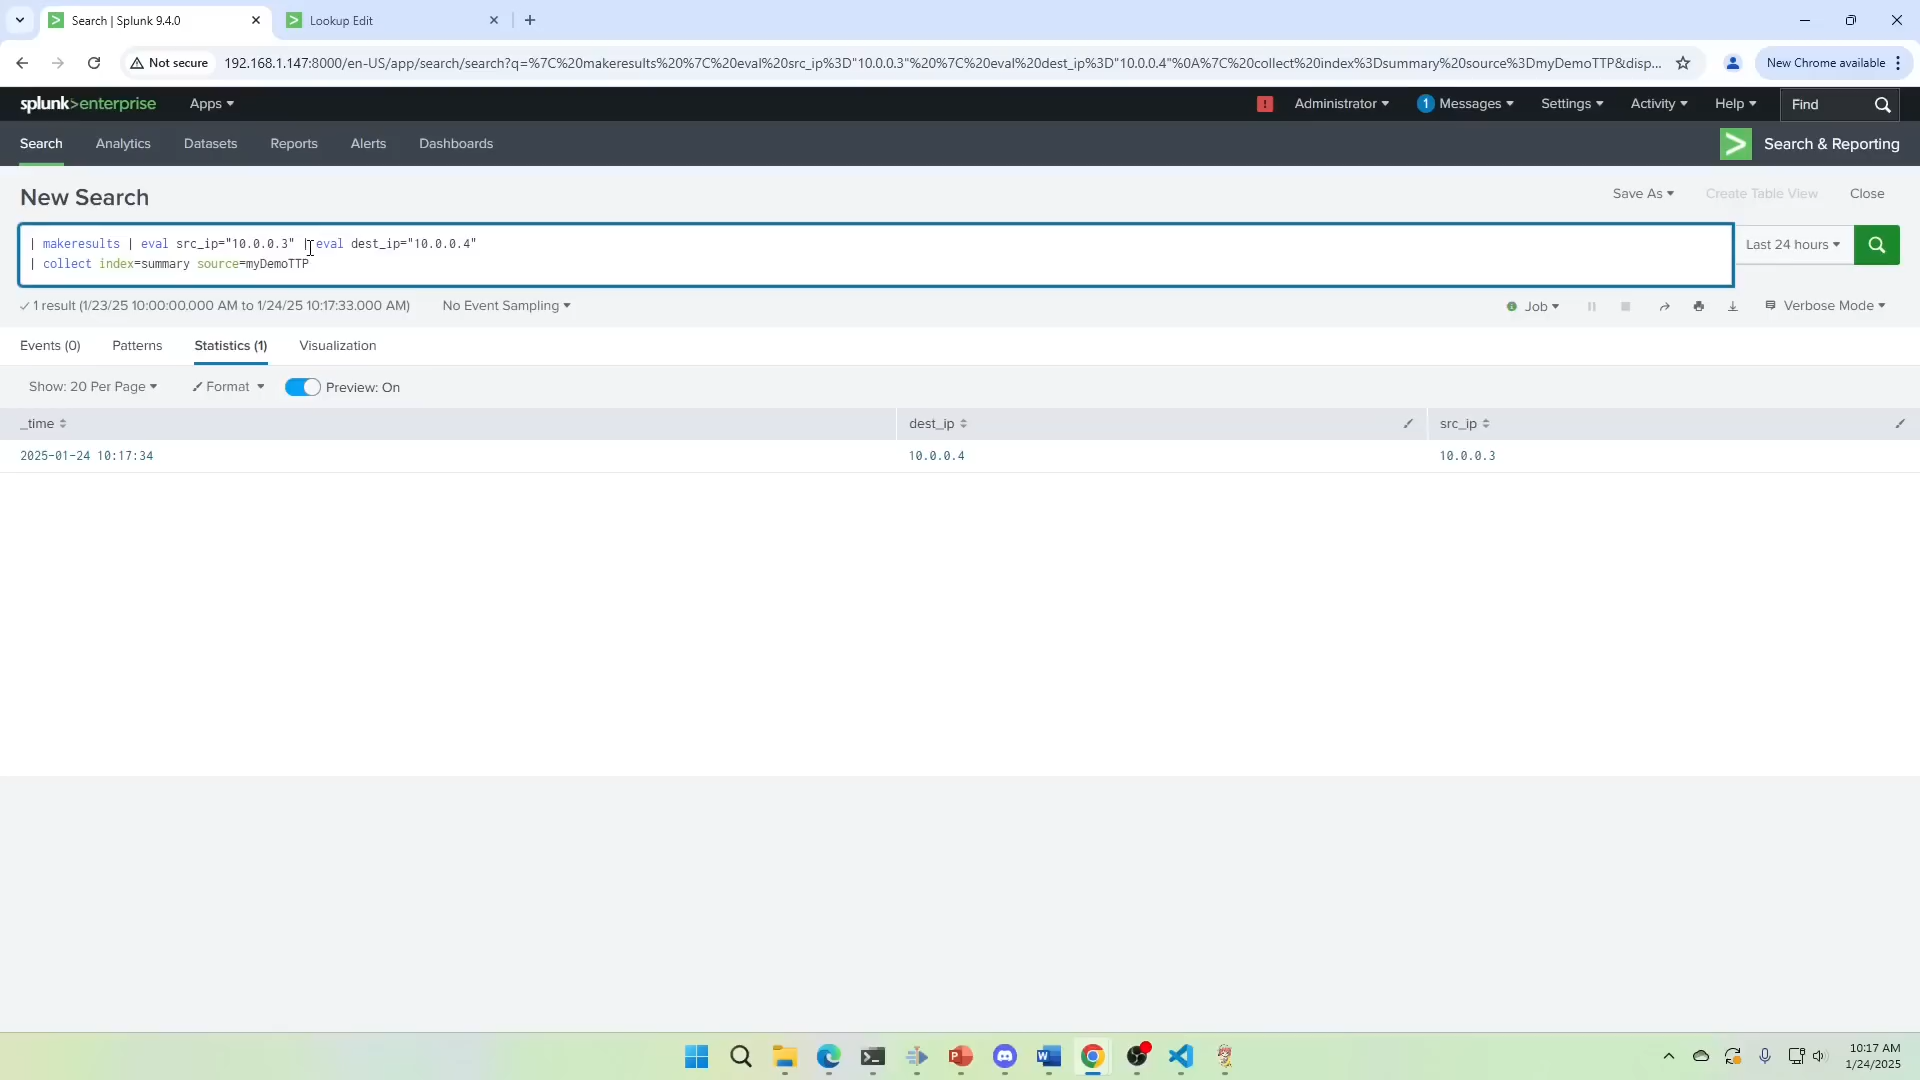 Search | Splunk 9.4.0
Lookup Edit
Not secure
192.168.1.147:8000/en-US/app/search/search?q=%7C%20makeresults%20%7C%20eval%20src_ip%3D"10.0.0.3"%20%7C%20eval%20dest_ip%3D"10.0.0.4"%0A%7C%20collect%20index%3Dsummary%20source%3DmyDemoTTP&disp...
New Chrome available
splunk>enterprise
Apps
Administrator
1 Messages
Settings
Activity
Help
Find
Search
Analytics
Datasets
Reports
Alerts
Dashboards
Search & Reporting
New Search
Save As
Create Table View
Close
| makeresults | eval src_ip="10.0.0.3" | eval dest_ip="10.0.0.4"
| collect index=summary source=myDemoTTP
Last 24 hours
1 result (1/23/25 10:00:00.000 AM to 1/24/25 10:17:33.000 AM)
No Event Sampling
Job
Verbose Mode
Events (0)
Patterns
Statistics (1)
Visualization
Show: 20 Per Page
Format
Preview: On
_time
dest_ip
src_ip
2025-01-24 10:17:34
10.0.0.4
10.0.0.3
10:17 AM
1/24/2025